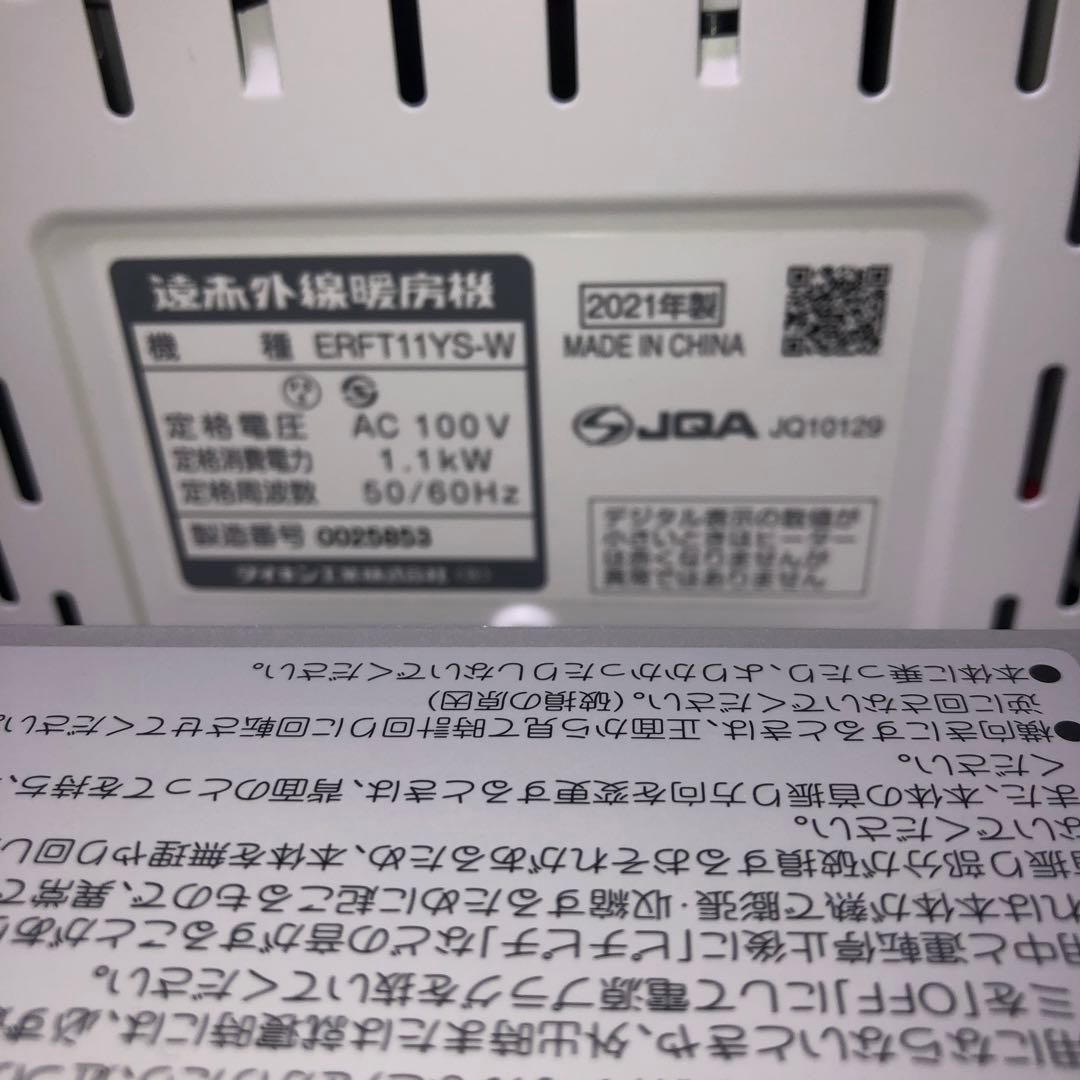 遠赤外線暖房機
機種 ERFT11YS-W
定格電圧 AC 100V
定格消費電力 1.1kW
定格周波数 50/60Hz
製造番号 0025853
ダイキン工業株式会社
2021年製
MADE IN CHINA
JQA JQ10129
デジタル表示の数値が
小さいときはヒーター
は赤くなりませんが
異常ではありません
用にならないときや、外出時または就寝時には、必ず
を「OFF」にして電源プラグを抜いてください。
中と運転停止後に「ピチピチ」などの音がすることがあ
れは本体が熱で膨張・収縮するために起こるもので、異常で
振り部分が破損するおそれがあるため、本体を無理やり回し
ないでください。
また、本体の首振り方向を変更するときは、背面のとってを持ち、
ください。
●横向きにするときは、正面から見て時計回りに回転させてください。
逆に回さないでください。(破損の原因)
●本体に乗ったり、よりかかったりしないでください。